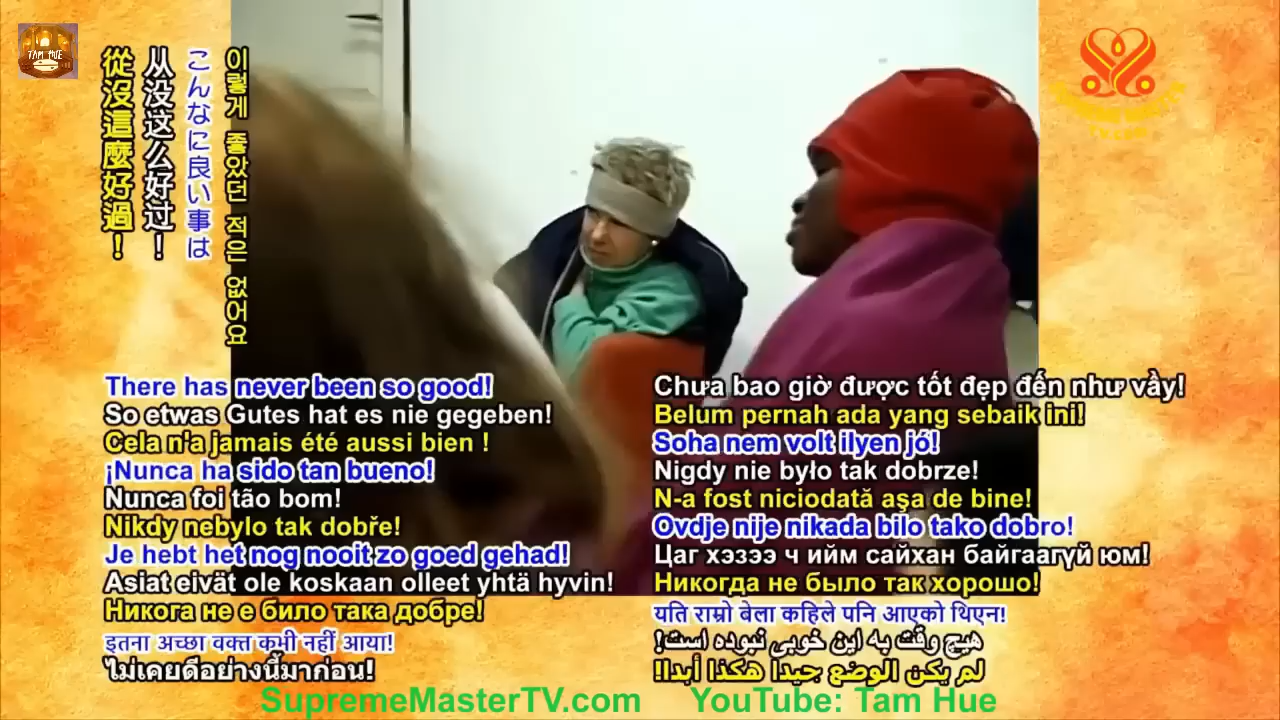 TAM HUE
從沒這麼好過！
从没这么好过！
こんなに良い事は
이렇게 좋았던 적은 없어요
There has never been so good!
So etwas Gutes hat es nie gegeben!
Cela n'a jamais été aussi bien !
¡Nunca ha sido tan bueno!
Nunca foi tão bom!
Nikdy nebylo tak dobře!
Je hebt het nog nooit zo goed gehad!
Asiat eivät ole koskaan olleet yhtä hyvin!
Никога не е било така добре!
इतना अच्छा वक्त कभी नहीं आया!
ไม่เคยดีอย่างนี้มาก่อน!
Chưa bao giờ được tốt đẹp đến như vầy!
Belum pernah ada yang sebaik ini!
Soha nem volt ilyen jó!
Nigdy nie było tak dobrze!
N-a fost niciodată aşa de bine!
Ovdje nije nikada bilo tako dobro!
Цаг хэзээ ч ийм сайхан байгаагүй юм!
Никогда не было так хорошо!
यति राम्रो बेला कहिले पनि आएको थिएन!
هیچ وقت به این خوبی نبوده است!
لم يكن الوضع جيدا هكذا أبدا!
SupremeMasterTV.com YouTube: Tam Hue